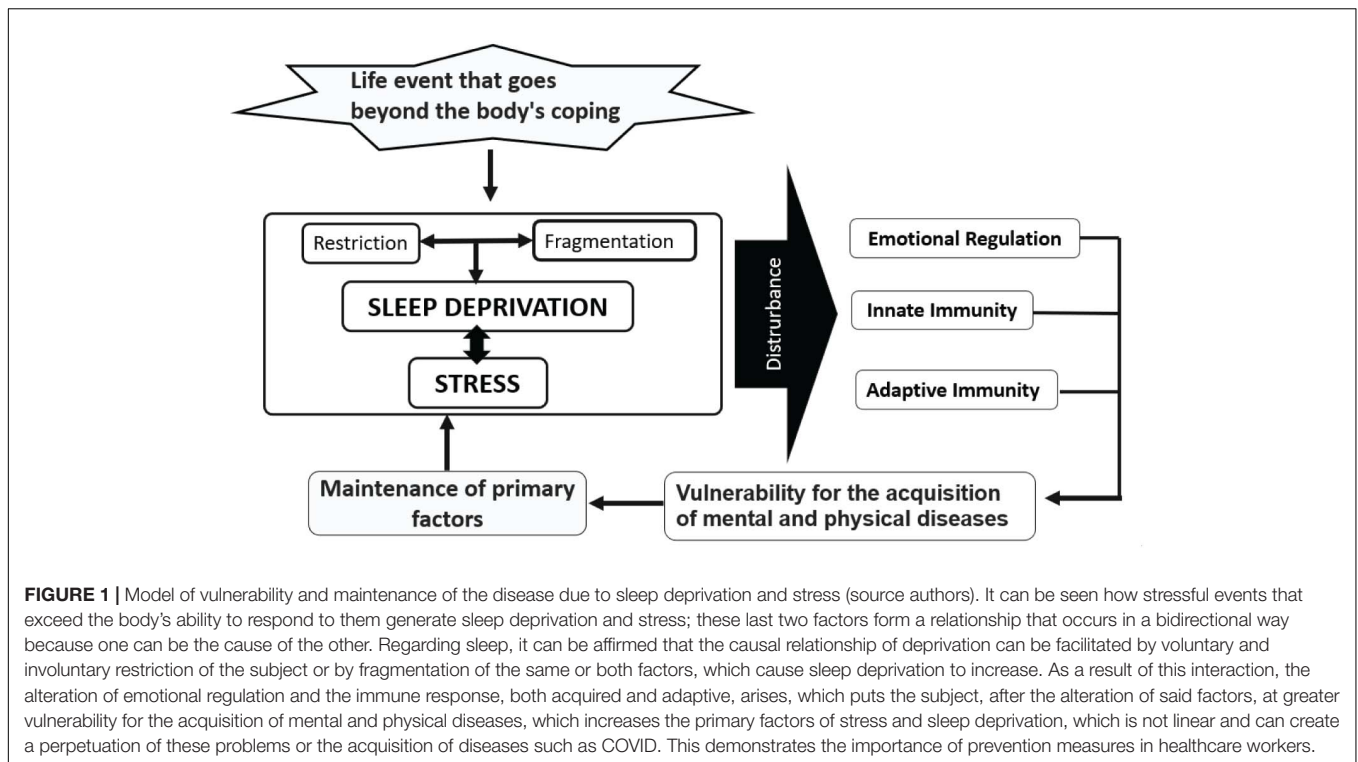 Life event that goes
beyond the body's coping
Restriction
Fragmentation
SLEEP DEPRIVATION
STRESS
Distrurbance
Emotional Regulation
Innate Immunity
Adaptive Immunity
Maintenance of primary
factors
Vulnerability for the acquisition
of mental and physical diseases
FIGURE 1 | Model of vulnerability and maintenance of the disease due to sleep deprivation and stress (source authors). It can be seen how stressful events that
exceed the body's ability to respond to them generate sleep deprivation and stress; these last two factors form a relationship that occurs in a bidirectional way
because one can be the cause of the other. Regarding sleep, it can be affirmed that the causal relationship of deprivation can be facilitated by voluntary and
involuntary restriction of the subject or by fragmentation of the same or both factors, which cause sleep deprivation to increase. As a result of this interaction, the
alteration of emotional regulation and the immune response, both acquired and adaptive, arises, which puts the subject, after the alteration of said factors, at greater
vulnerability for the acquisition of mental and physical diseases, which increases the primary factors of stress and sleep deprivation, which is not linear and can create
a perpetuation of these problems or the acquisition of diseases such as COVID. This demonstrates the importance of prevention measures in healthcare workers.